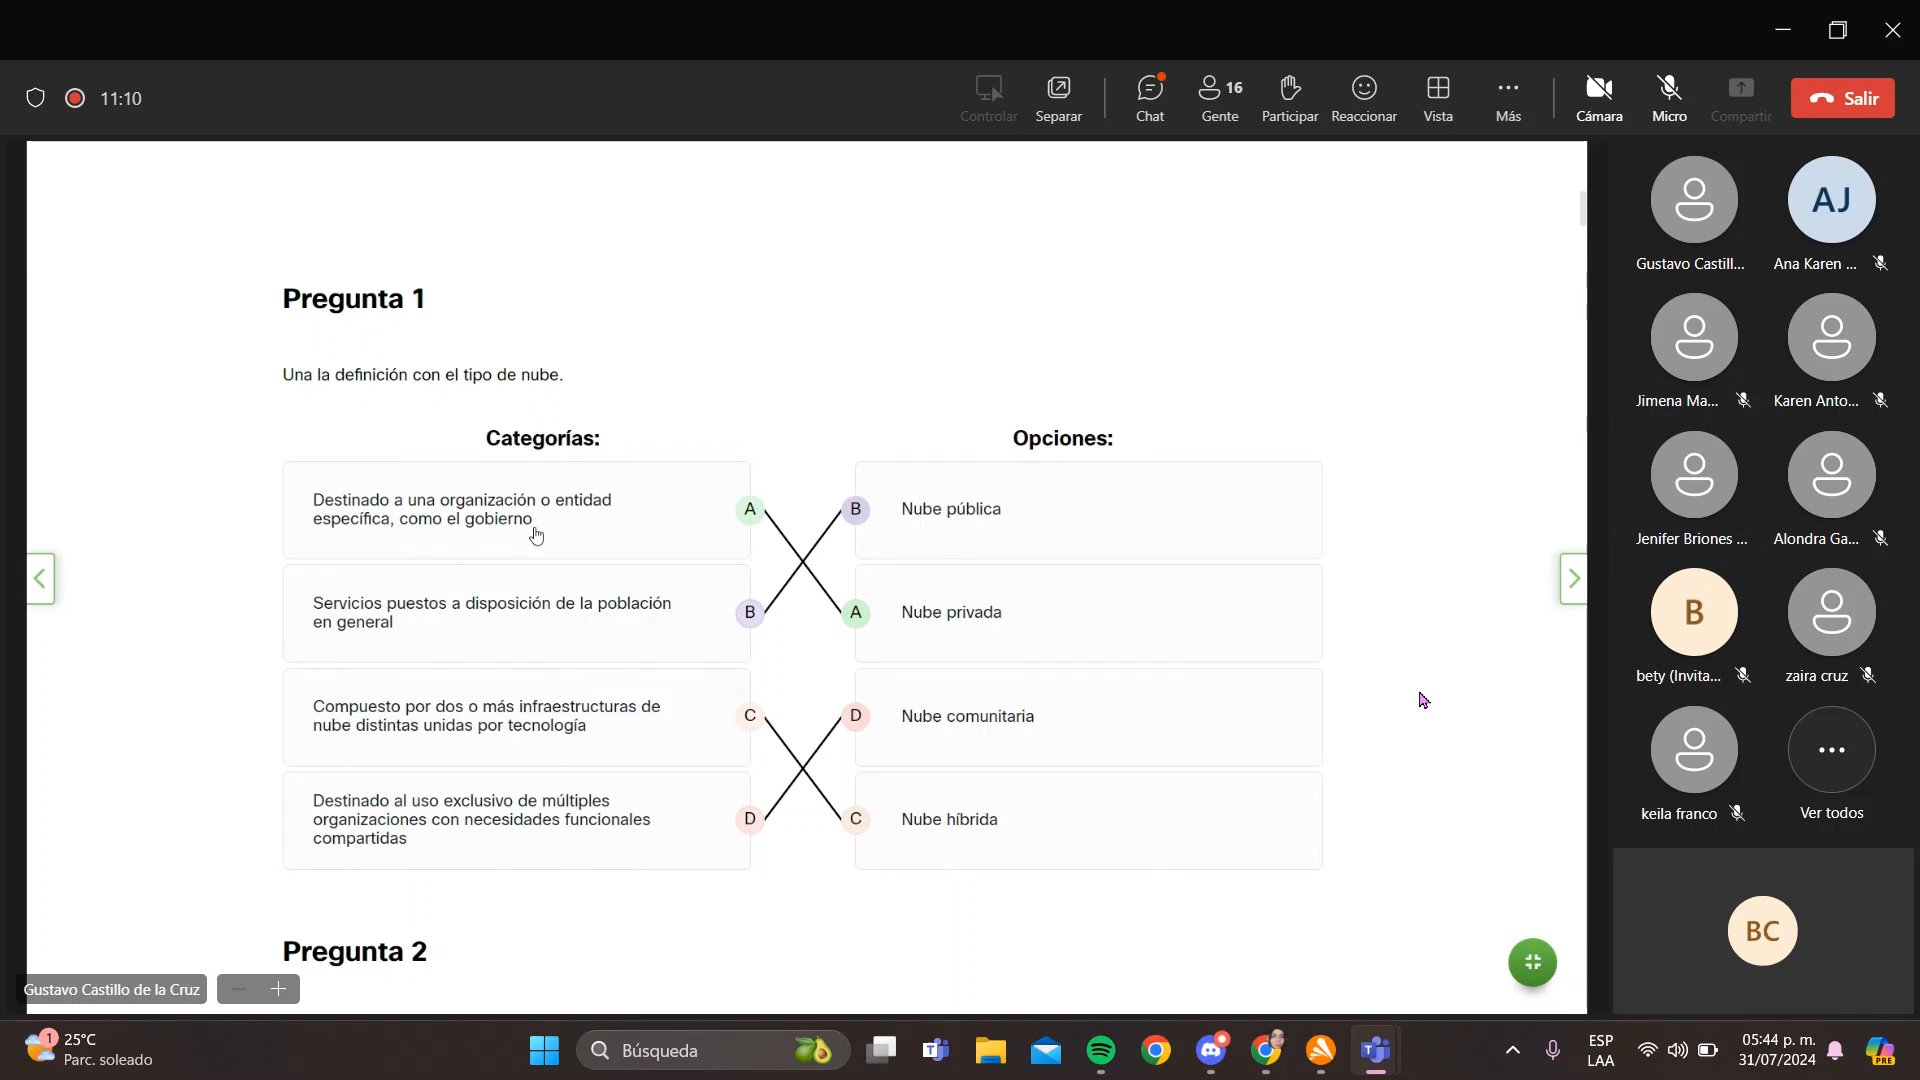 11:10
Controlar
Separar
Chat
16
Gente
Participar
Reaccionar
Vista
Más
Cámara
Micro
Compartir
Salir
Pregunta 1
Una la definición con el tipo de nube.
Categorías:
Opciones:
Destinado a una organización o entidad
específica, como el gobierno
A
B
Nube pública
Servicios puestos a disposición de la población
en general
B
A
Nube privada
Compuesto por dos o más infraestructuras de
nube distintas unidas por tecnología
C
D
Nube comunitaria
Destinado al uso exclusivo de múltiples
organizaciones con necesidades funcionales
compartidas
D
C
Nube híbrida
Pregunta 2
Gustavo Castillo de la Cruz
Gustavo Castill...
AJ
Ana Karen ...
Jimena Ma...
Karen Anto...
Jenifer Briones ...
Alondra Ga...
B
bety (Invita...
zaira cruz
keila franco
Ver todos
BC
1
25°C
Parc. soleado
Búsqueda
ESP
LAA
05:44 p. m.
31/07/2024
PRE